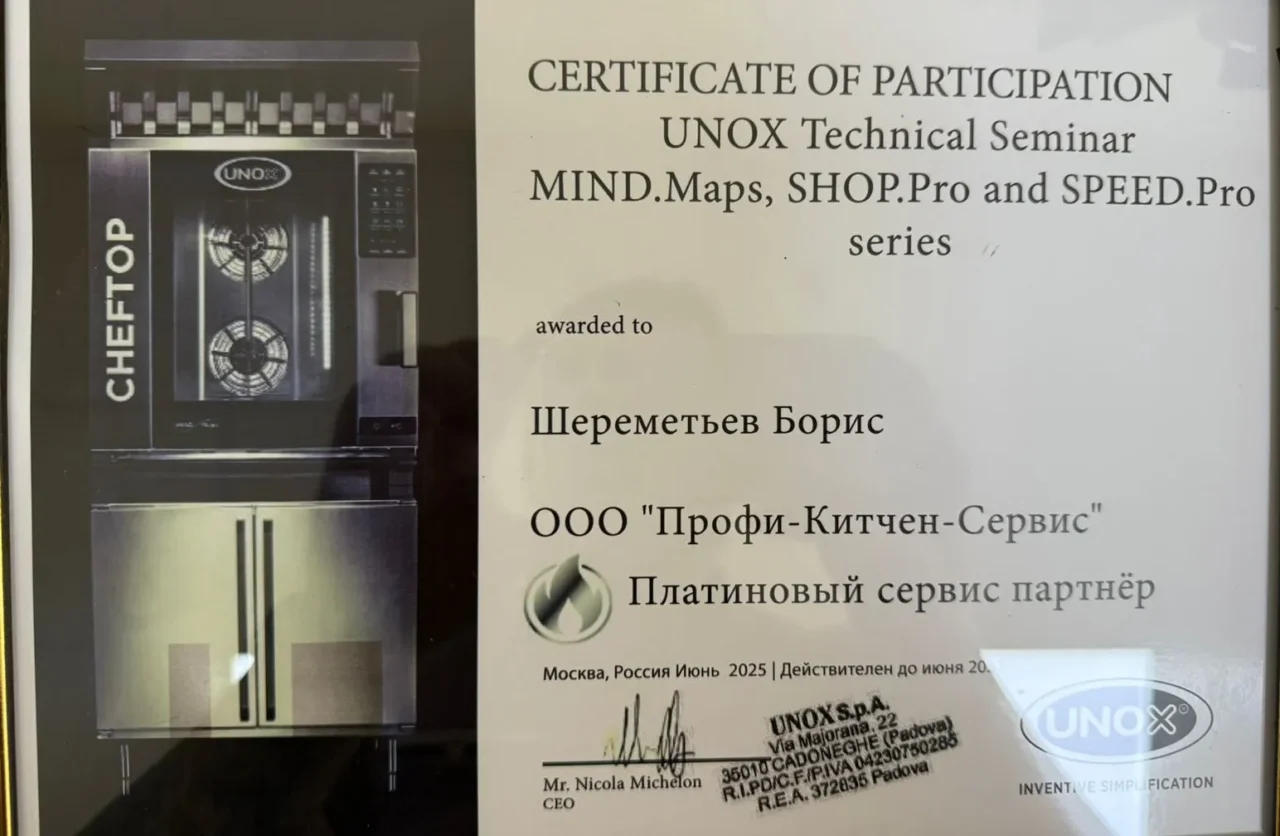 CERTIFICATE OF PARTICIPATION
UNOX Technical Seminar
MIND.Maps, SHOP.Pro and SPEED.Pro
series
awarded to
Шереметьев Борис
ООО "Профи-Китчен-Сервис"
Платиновый сервис партнёр
Москва, Россия Июнь 2025 | Действителен до июня
Mr. Nicola Michelon
CEO
UNOX S.p.A.
Via Majorana, 22
35010 CADONEGHE (Padova)
R.I.PD/C.F./P.IVA 04230750285
R.E.A. 372835 Padova
UNOX
INVENTIVE SIMPLIFICATION
UNOX
CHEFTOP